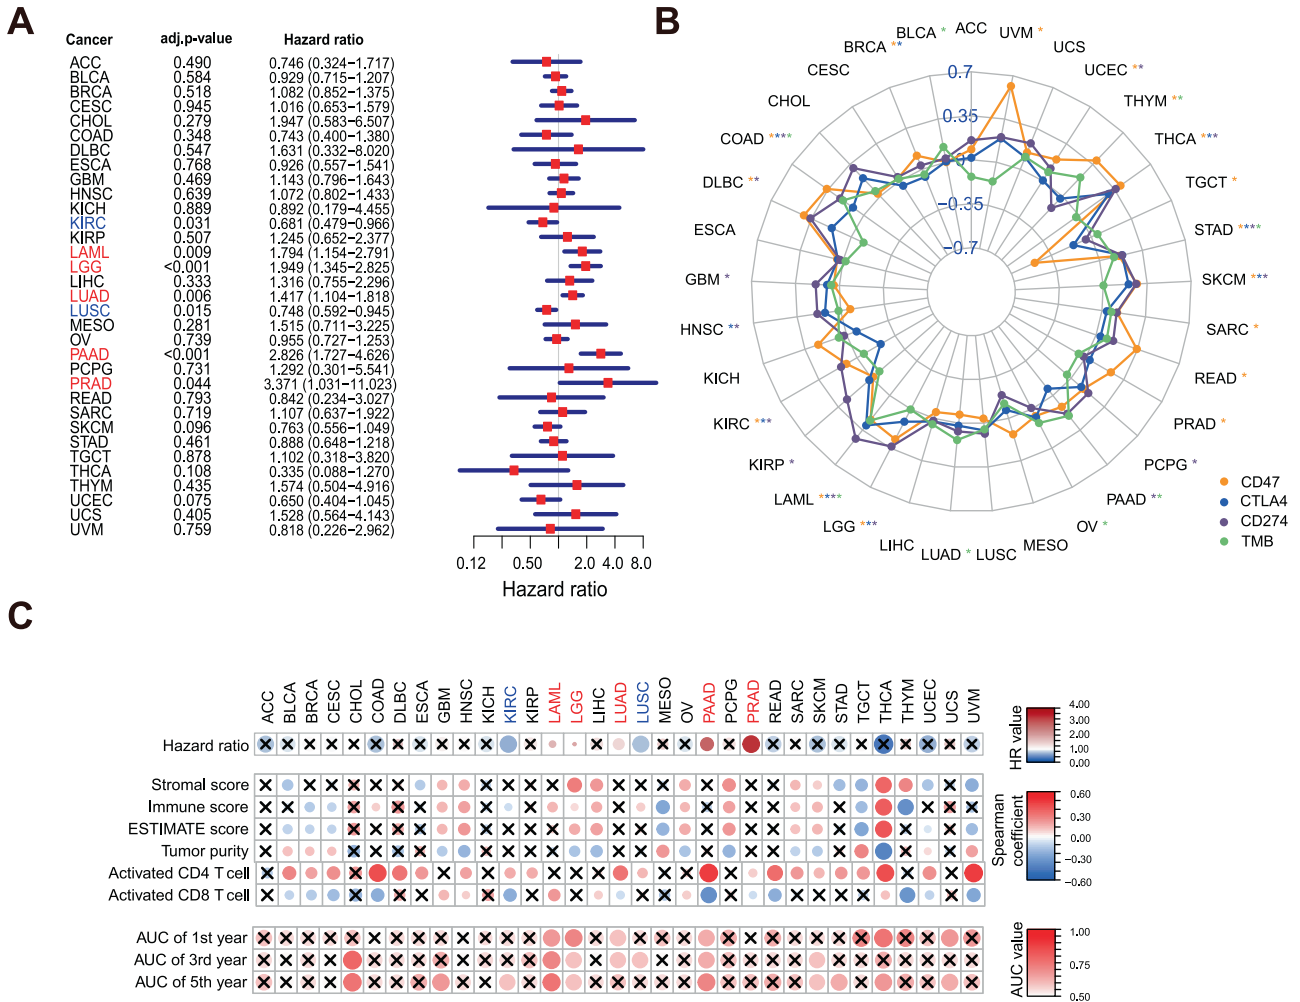 A
Cancer adj.p-value Hazard ratio
ACC 0.490 0.746 (0.324−1.717)
BLCA 0.584 0.929 (0.715−1.207)
BRCA 0.518 1.082 (0.852−1.375)
CESC 0.945 1.016 (0.653−1.579)
CHOL 0.279 1.947 (0.583−6.507)
COAD 0.348 0.743 (0.400−1.380)
DLBC 0.547 1.631 (0.332−8.020)
ESCA 0.768 0.926 (0.557−1.541)
GBM 0.469 1.143 (0.796−1.643)
HNSC 0.639 1.072 (0.802−1.433)
KICH 0.889 0.892 (0.179−4.455)
KIRC 0.031 0.681 (0.479−0.966)
KIRP 0.507 1.245 (0.652−2.377)
LAML 0.009 1.794 (1.154−2.791)
LGG <0.001 1.949 (1.345−2.825)
LIHC 0.333 1.316 (0.755−2.296)
LUAD 0.006 1.417 (1.104−1.818)
LUSC 0.015 0.748 (0.592−0.945)
MESO 0.281 1.515 (0.711−3.225)
OV 0.739 0.955 (0.727−1.253)
PAAD <0.001 2.826 (1.727−4.626)
PCPG 0.731 1.292 (0.301−5.541)
PRAD 0.044 3.371 (1.031−11.023)
READ 0.793 0.842 (0.234−3.027)
SARC 0.719 1.107 (0.637−1.922)
SKCM 0.096 0.763 (0.556−1.049)
STAD 0.461 0.888 (0.648−1.218)
TGCT 0.878 1.102 (0.318−3.820)
THCA 0.108 0.335 (0.088−1.270)
THYM 0.435 1.574 (0.504−4.916)
UCEC 0.075 0.650 (0.404−1.045)
UCS 0.405 1.528 (0.564−4.143)
UVM 0.759 0.818 (0.226−2.962)
0.12 0.50 2.0 4.0 8.0
Hazard ratio
B
ACC
UVM *
UCS
UCEC **
THYM **
THCA ***
TGCT *
STAD ****
SKCM ***
SARC *
READ *
PRAD *
PCPG *
PAAD **
OV *
MESO
LUSC
LUAD *
LIHC
LGG ***
LAML ****
KIRP *
KIRC ***
KICH
HNSC **
GBM *
ESCA
DLBC **
COAD ****
CHOL
CESC
BRCA **
BLCA *
0.7
0.35
−0.35
−0.7
CD47
CTLA4
CD274
TMB
C
ACC BLCA BRCA CESC CHOL COAD DLBC ESCA GBM HNSC KICH KIRC KIRP LAML LGG LIHC LUAD LUSC MESO OV PAAD PCPG PRAD READ SARC SKCM STAD TGCT THCA THYM UCEC UCS UVM
Hazard ratio
Stromal score
Immune score
ESTIMATE score
Tumor purity
Activated CD4 T cell
Activated CD8 T cell
AUC of 1st year
AUC of 3rd year
AUC of 5th year
HR value
4.00
3.00
2.00
1.00
0.00
Spearman
coefficient
0.60
0.30
0.00
−0.30
−0.60
AUC value
1.00
0.75
0.50